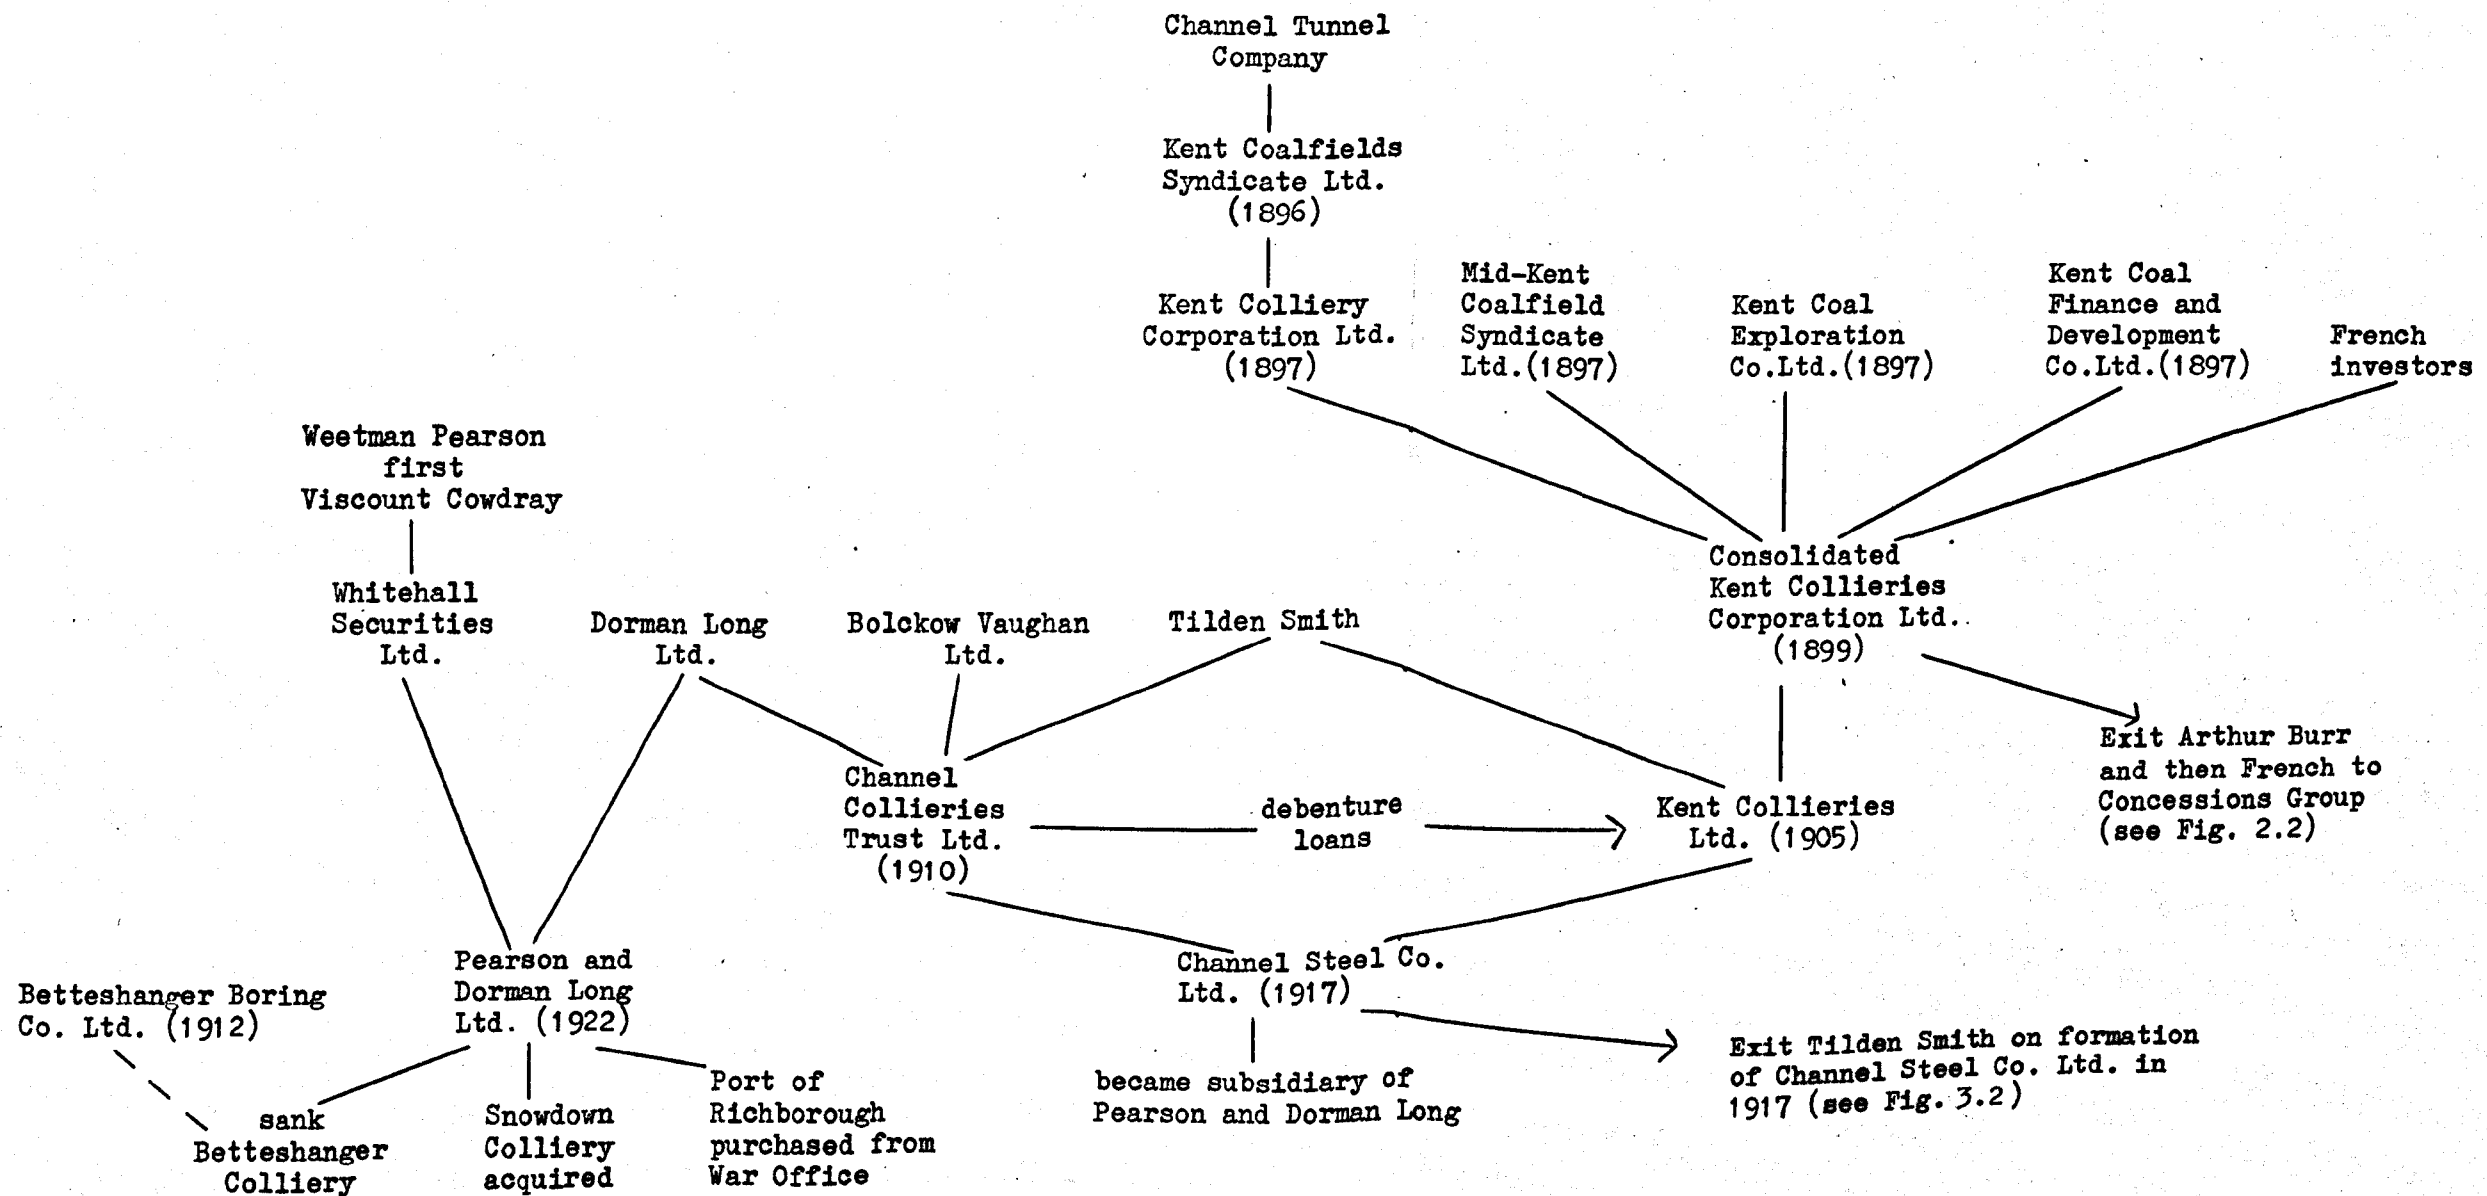 Channel Tunnel
Company
Kent Coalfields
Syndicate Ltd.
(1896)
Kent Colliery
Corporation Ltd.
(1897)
Mid-Kent
Coalfield
Syndicate
Ltd.(1897)
Kent Coal
Exploration
Co.Ltd.(1897)
Kent Coal
Finance and
Development
Co.Ltd.(1897)
French
investors
Weetman Pearson
first
Viscount Cowdray
Whitehall
Securities
Ltd.
Dorman Long
Ltd.
Bolckow Vaughan
Ltd.
Tilden Smith
Consolidated
Kent Collieries
Corporation Ltd.
(1899)
Exit Arthur Burr
and then French to
Concessions Group
(see Fig. 2.2)
Channel
Collieries
Trust Ltd.
(1910)
debenture
loans
Kent Collieries
Ltd. (1905)
Betteshanger Boring
Co. Ltd. (1912)
Pearson and
Dorman Long
Ltd. (1922)
Channel Steel Co.
Ltd. (1917)
sank
Betteshanger
Colliery
Snowdown
Colliery
acquired
Port of
Richborough
purchased from
War Office
became subsidiary of
Pearson and Dorman Long
Exit Tilden Smith on formation
of Channel Steel Co. Ltd. in
1917 (see Fig. 3.2)